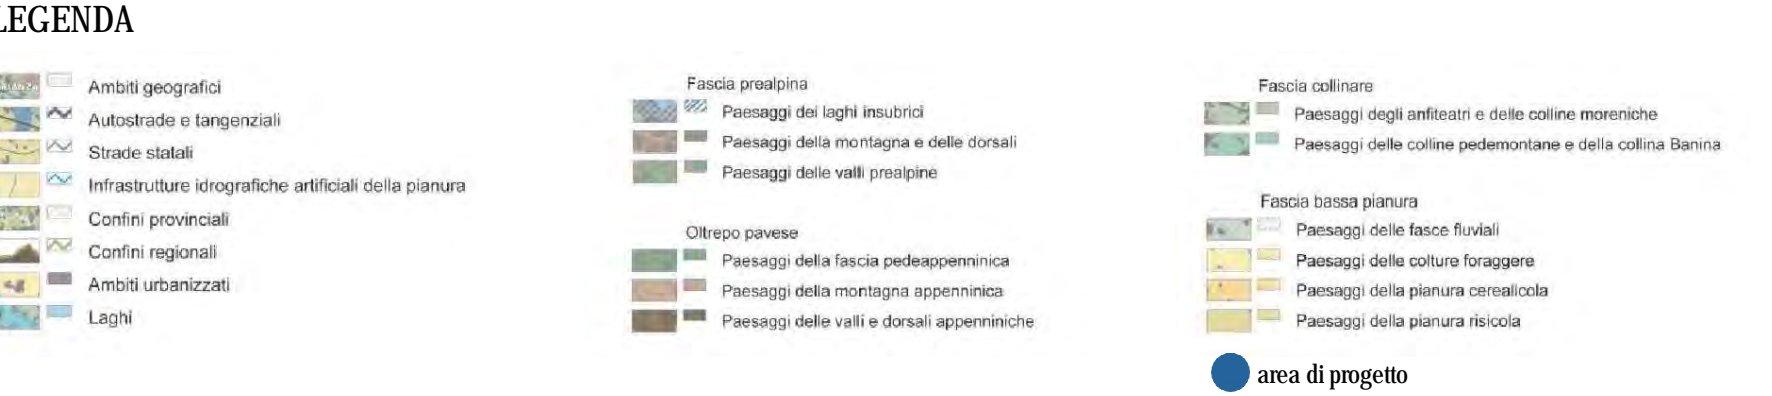 LEGENDA
Ambiti geografici
Autostrade e tangenziali
Strade statali
Infrastrutture idrografiche artificiali della pianura
Confini provinciali
Confini regionali
Ambiti urbanizzati
Laghi
Fascia prealpina
Paesaggi dei laghi insubrici
Paesaggi della montagna e delle dorsali
Paesaggi delle valli prealpine
Oltrepo pavese
Paesaggi della fascia pedeappenninica
Paesaggi della montagna appenninica
Paesaggi delle valli e dorsali appenniniche
Fascia collinare
Paesaggi degli anfiteatri e delle colline moreniche
Paesaggi delle colline pedemontane e della collina Banina
Fascia bassa pianura
Paesaggi delle fasce fluviali
Paesaggi delle colture foraggere
Paesaggi della pianura cerealicola
Paesaggi della pianura risicola
area di progetto